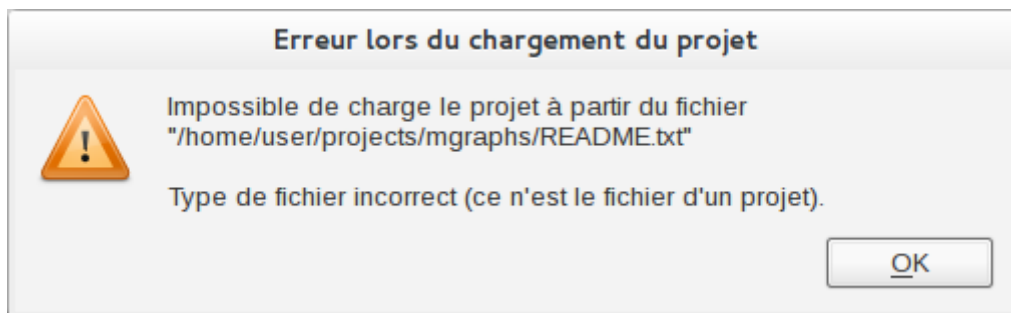 Erreur lors du chargement du projet
Impossible de charge le projet à partir du fichier
"/home/user/projects/mgraphs/README.txt"
Type de fichier incorrect (ce n'est le fichier d'un projet).
OK